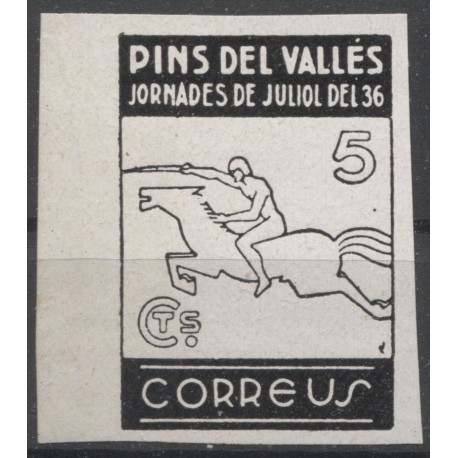 PINS DEL VALLÉS
JORNADES DE JULIOL DEL 36
5
CTS.
CORREUS